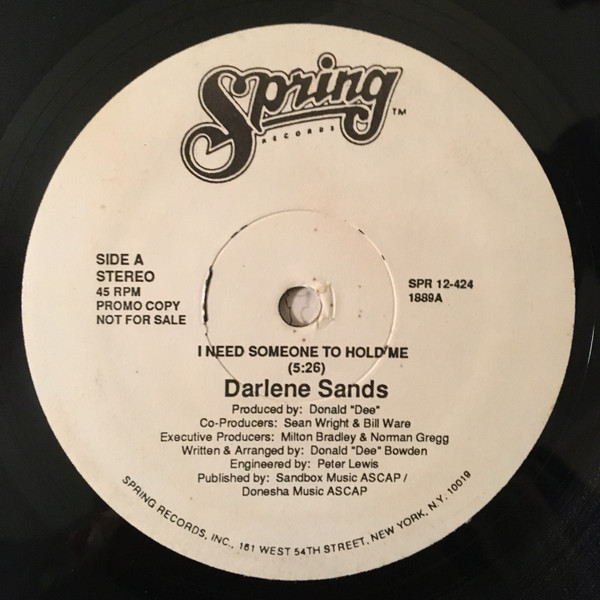 Spring
RECORDS
TM
SIDE A
STEREO
45 RPM
PROMO COPY
NOT FOR SALE
SPR 12-424
1889A
I NEED SOMEONE TO HOLD ME
(5:26)
Darlene Sands
Produced by: Donald "Dee"
Co-Producers: Sean Wright & Bill Ware
Executive Producers: Milton Bradley & Norman Gregg
Written & Arranged by: Donald "Dee" Bowden
Engineered by: Peter Lewis
Published by: Sandbox Music ASCAP /
Donesha Music ASCAP
SPRING RECORDS, INC., 161 WEST 54TH STREET, NEW YORK, N.Y. 10019